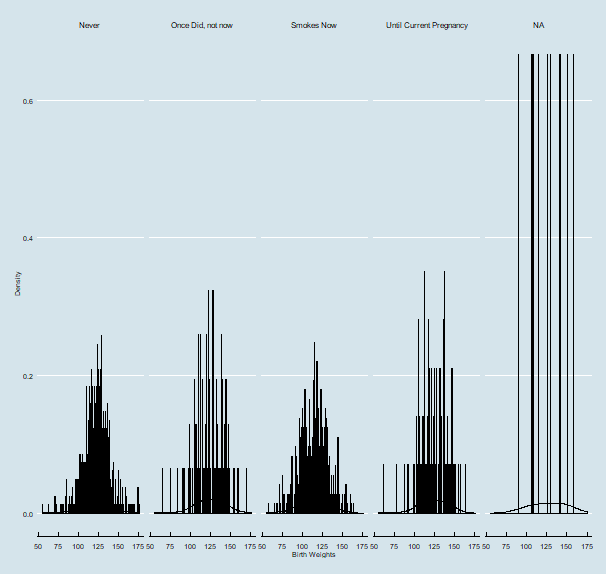 Never Once Did, not now Smokes Now Until Current Pregnancy NA
0.6
0.4
0.2
0.0
Density
50 75 100 125 150 175 50 75 100 125 150 175 50 75 100 125 150 175 50 75 100 125 150 175 50 75 100 125 150 175
Birth Weights